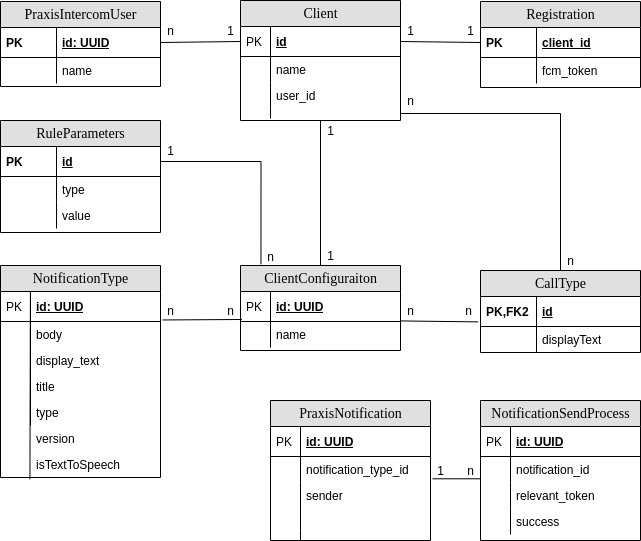 PraxisIntercomUser
PK id: UUID
name
n 1
Client
PK id
name
user_id
1 1
Registration
PK client_id
fcm_token
n
RuleParameters
PK id
type
value
1
1
n
1
n
NotificationType
PK id: UUID
body
display_text
title
type
version
isTextToSpeech
n n
ClientConfiguraiton
PK id: UUID
name
n n
CallType
PK,FK2 id
displayText
PraxisNotification
PK id: UUID
notification_type_id
sender
1 n
NotificationSendProcess
PK id: UUID
notification_id
relevant_token
success